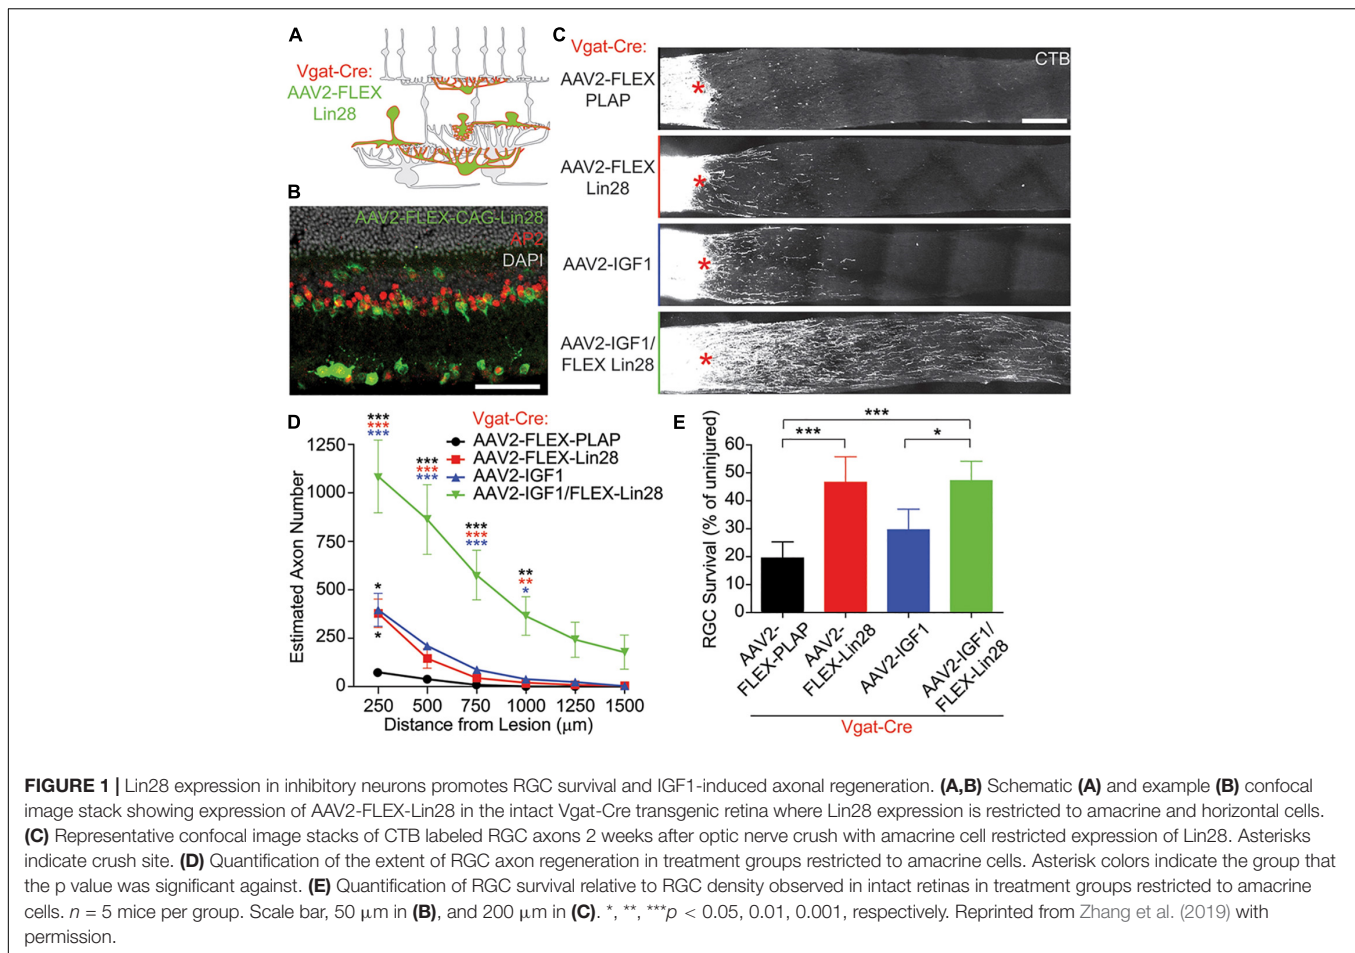 A
Vgat-Cre:
AAV2-FLEX
Lin28
B
AAV2-FLEX-CAG-Lin28
AP2
DAPI
C
Vgat-Cre:
AAV2-FLEX
PLAP
CTB
*
AAV2-FLEX
Lin28
*
AAV2-IGF1
*
AAV2-IGF1/
FLEX Lin28
*
D
Vgat-Cre:
AAV2-FLEX-PLAP
AAV2-FLEX-Lin28
AAV2-IGF1
AAV2-IGF1/FLEX-Lin28
Estimated Axon Number
1250
1000
750
500
250
0
***
***
***
***
***
***
***
***
***
**
**
*
*
*
250 500 750 1000 1250 1500
Distance from Lesion (μm)
E
RGC Survival (% of uninjured)
60
50
40
30
20
10
0
***
***
*
AAV2-
FLEX-PLAP
AAV2-
FLEX-Lin28
AAV2-IGF1
AAV2-IGF1/
FLEX-Lin28
Vgat-Cre
FIGURE 1 | Lin28 expression in inhibitory neurons promotes RGC survival and IGF1-induced axonal regeneration. (A,B) Schematic (A) and example (B) confocal
image stack showing expression of AAV2-FLEX-Lin28 in the intact Vgat-Cre transgenic retina where Lin28 expression is restricted to amacrine and horizontal cells.
(C) Representative confocal image stacks of CTB labeled RGC axons 2 weeks after optic nerve crush with amacrine cell restricted expression of Lin28. Asterisks
indicate crush site. (D) Quantification of the extent of RGC axon regeneration in treatment groups restricted to amacrine cells. Asterisk colors indicate the group that
the p value was significant against. (E) Quantification of RGC survival relative to RGC density observed in intact retinas in treatment groups restricted to amacrine
cells. n = 5 mice per group. Scale bar, 50 μm in (B), and 200 μm in (C). *, **, ***p < 0.05, 0.01, 0.001, respectively. Reprinted from Zhang et al. (2019) with
permission.